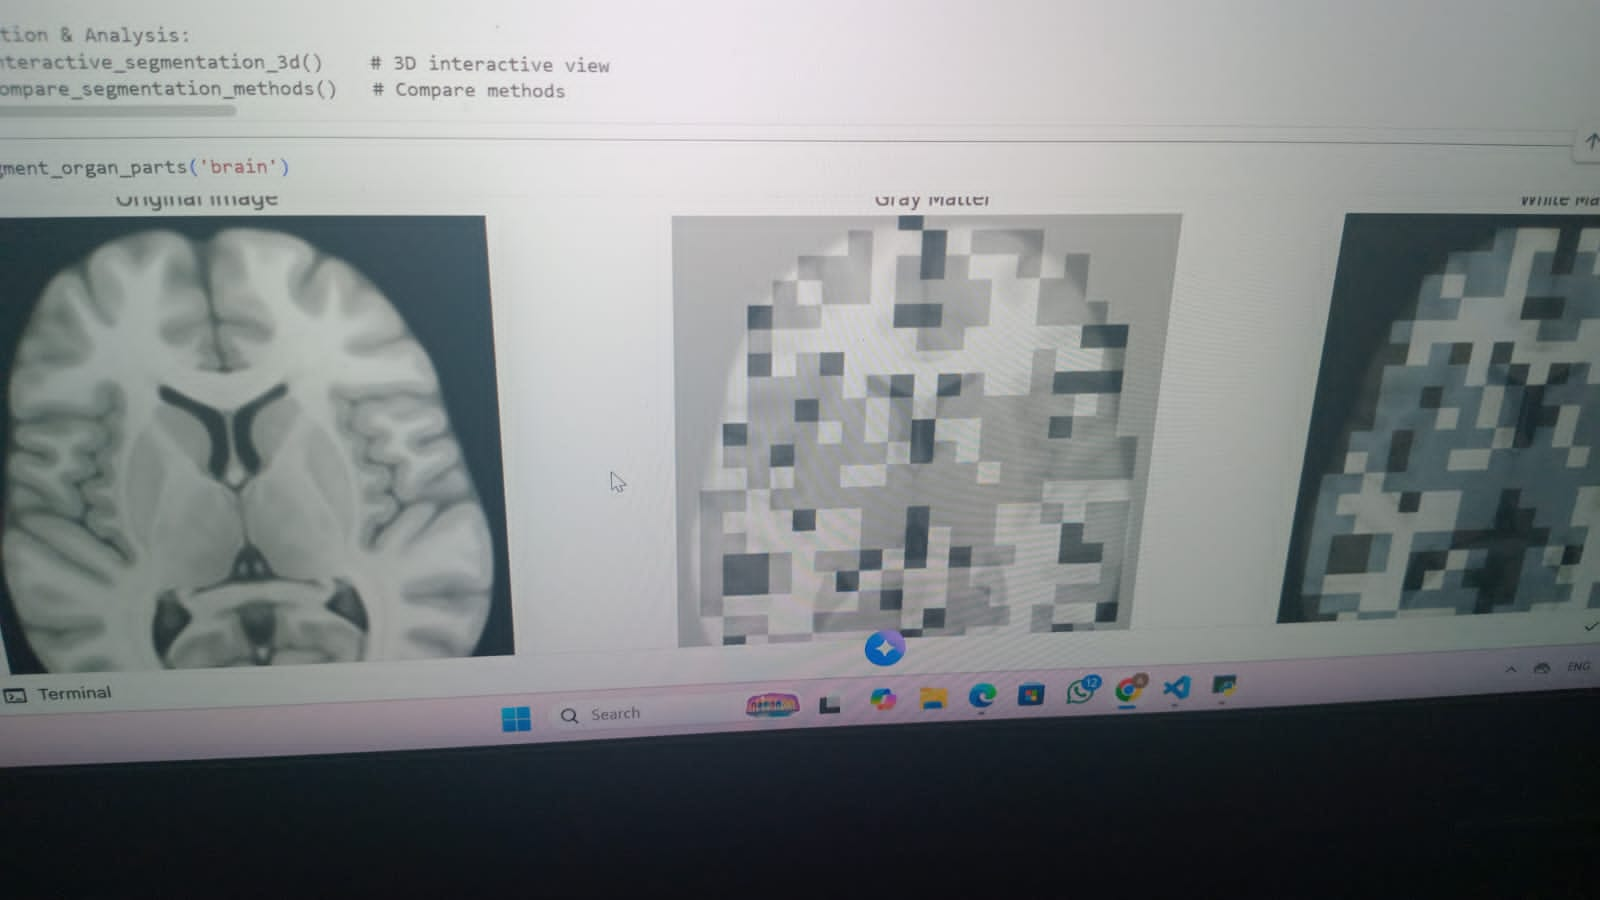 tion & Analysis:
nteractive_segmentation_3d() # 3D interactive view
ompare_segmentation_methods() # Compare methods
gment_organ_parts('brain')
Original Image
Gray Matter
White Ma
Terminal
Search
12
ENG